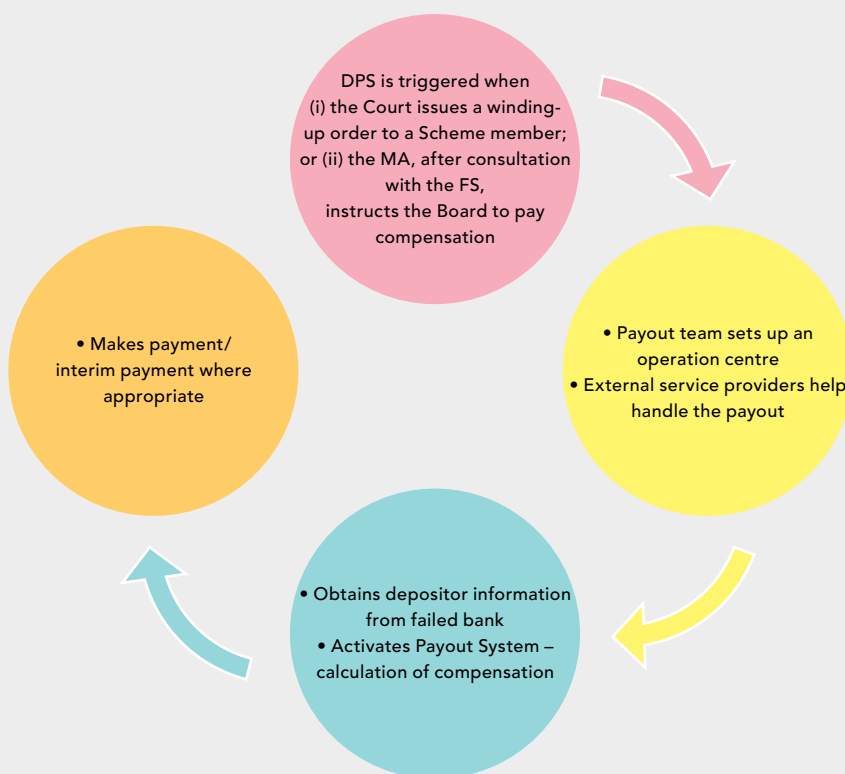 DPS is triggered when
(i) the Court issues a winding-
up order to a Scheme member;
or (ii) the MA, after consultation
with the FS,
instructs the Board to pay
compensation
• Payout team sets up an
operation centre
• External service providers help
handle the payout
• Obtains depositor information
from failed bank
• Activates Payout System –
calculation of compensation
• Makes payment/
interim payment where
appropriate